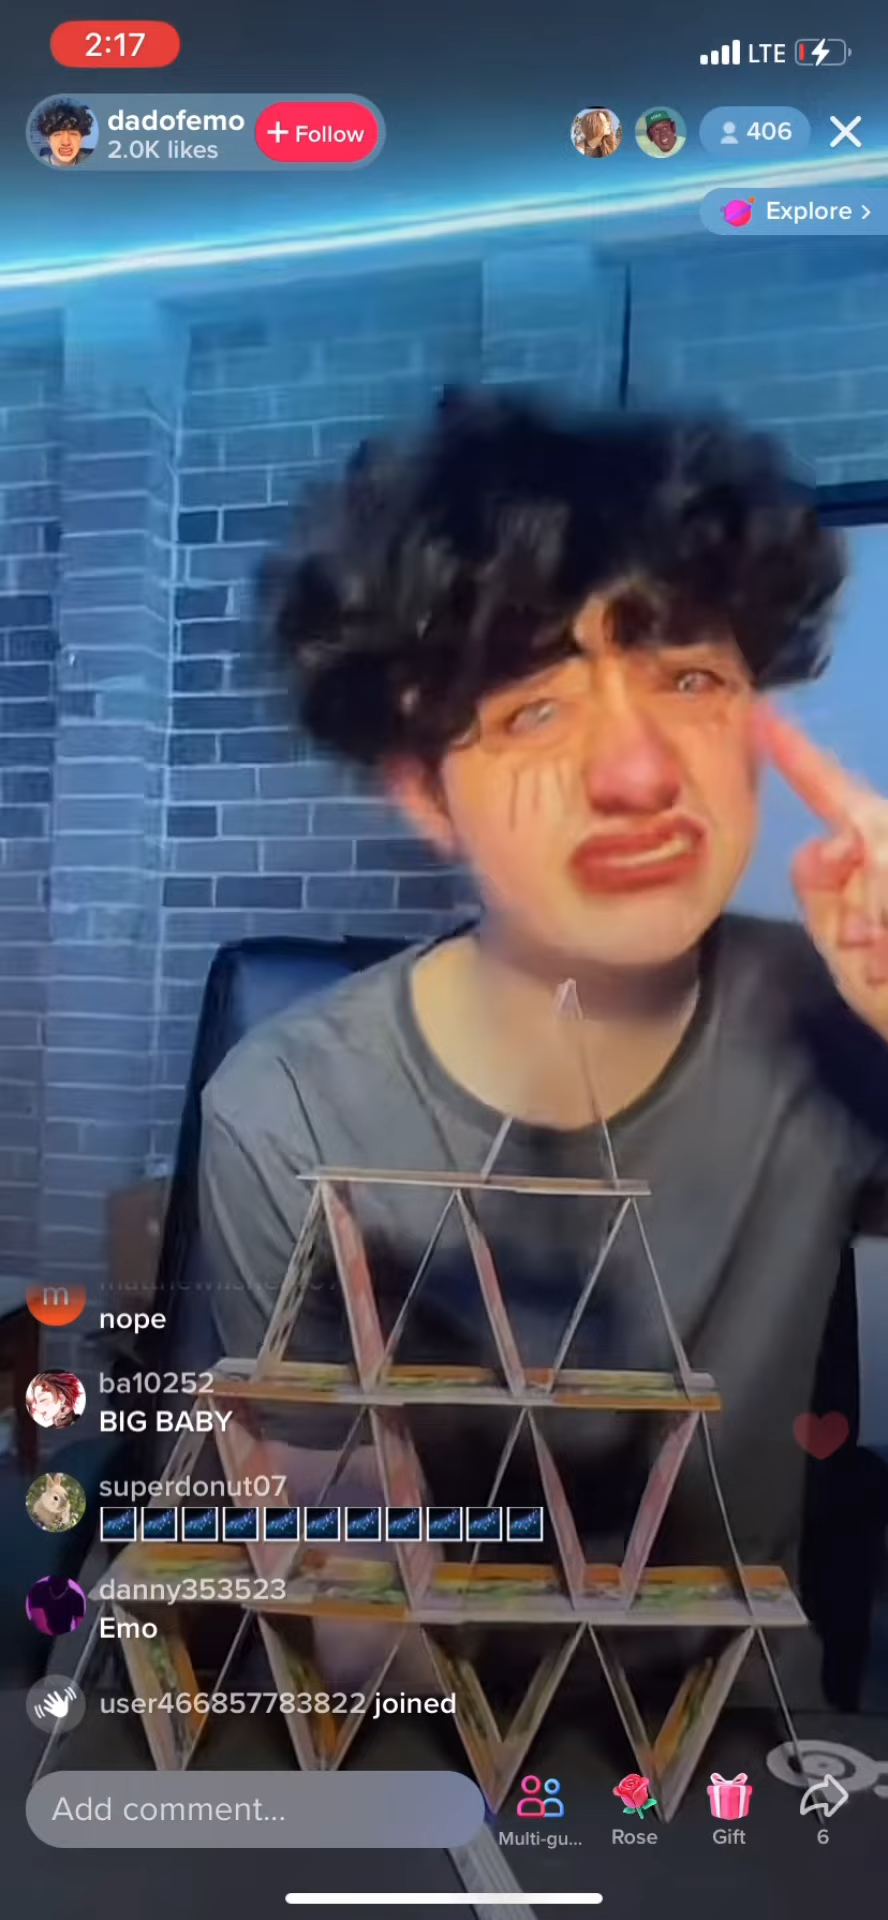 2:17
LTE
dadofemo
2.0K likes
+ Follow
406
Explore >
m
nope
ba10252
BIG BABY
superdonut07
danny353523
Emo
user466857783822 joined
Add comment...
Multi-gu...
Rose
Gift
6